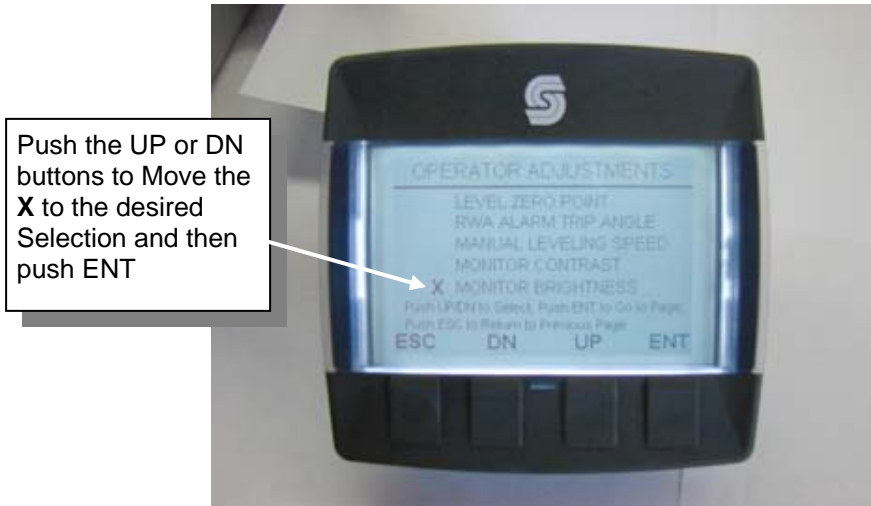 Push the UP or DN
buttons to Move the
X to the desired
Selection and then
push ENT
OPERATOR ADJUSTMENTS
LEVEL ZERO POINT
RWA ALARM TRIP ANGLE
MANUAL LEVELING SPEED
MONITOR CONTRAST
X MONITOR BRIGHTNESS
Push UP/DN to Select, Push ENT to Go to Page,
Push ESC to Return to Previous Page
ESC DN UP ENT